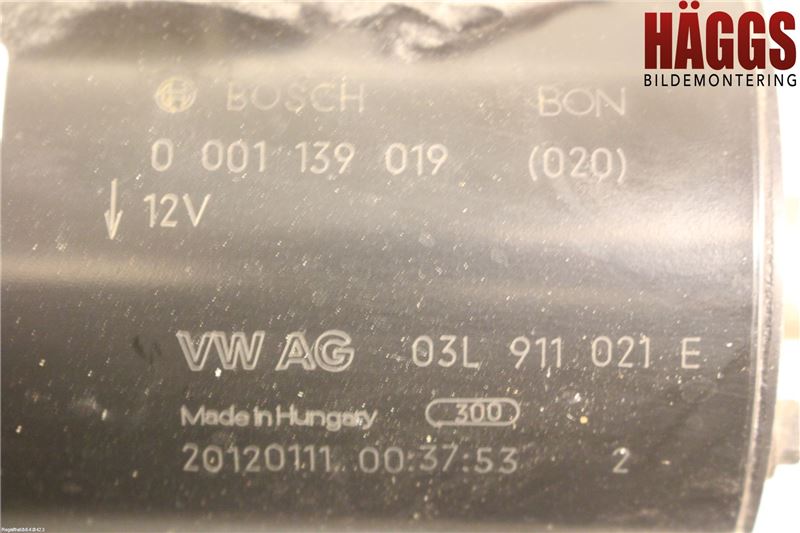 HÄGGS
BILDEMONTERING
BOSCH BON
0 001 139 019 (020)
12V
VW AG 03L 911 021 E
Made in Hungary 300
20120111 00:37:53 2